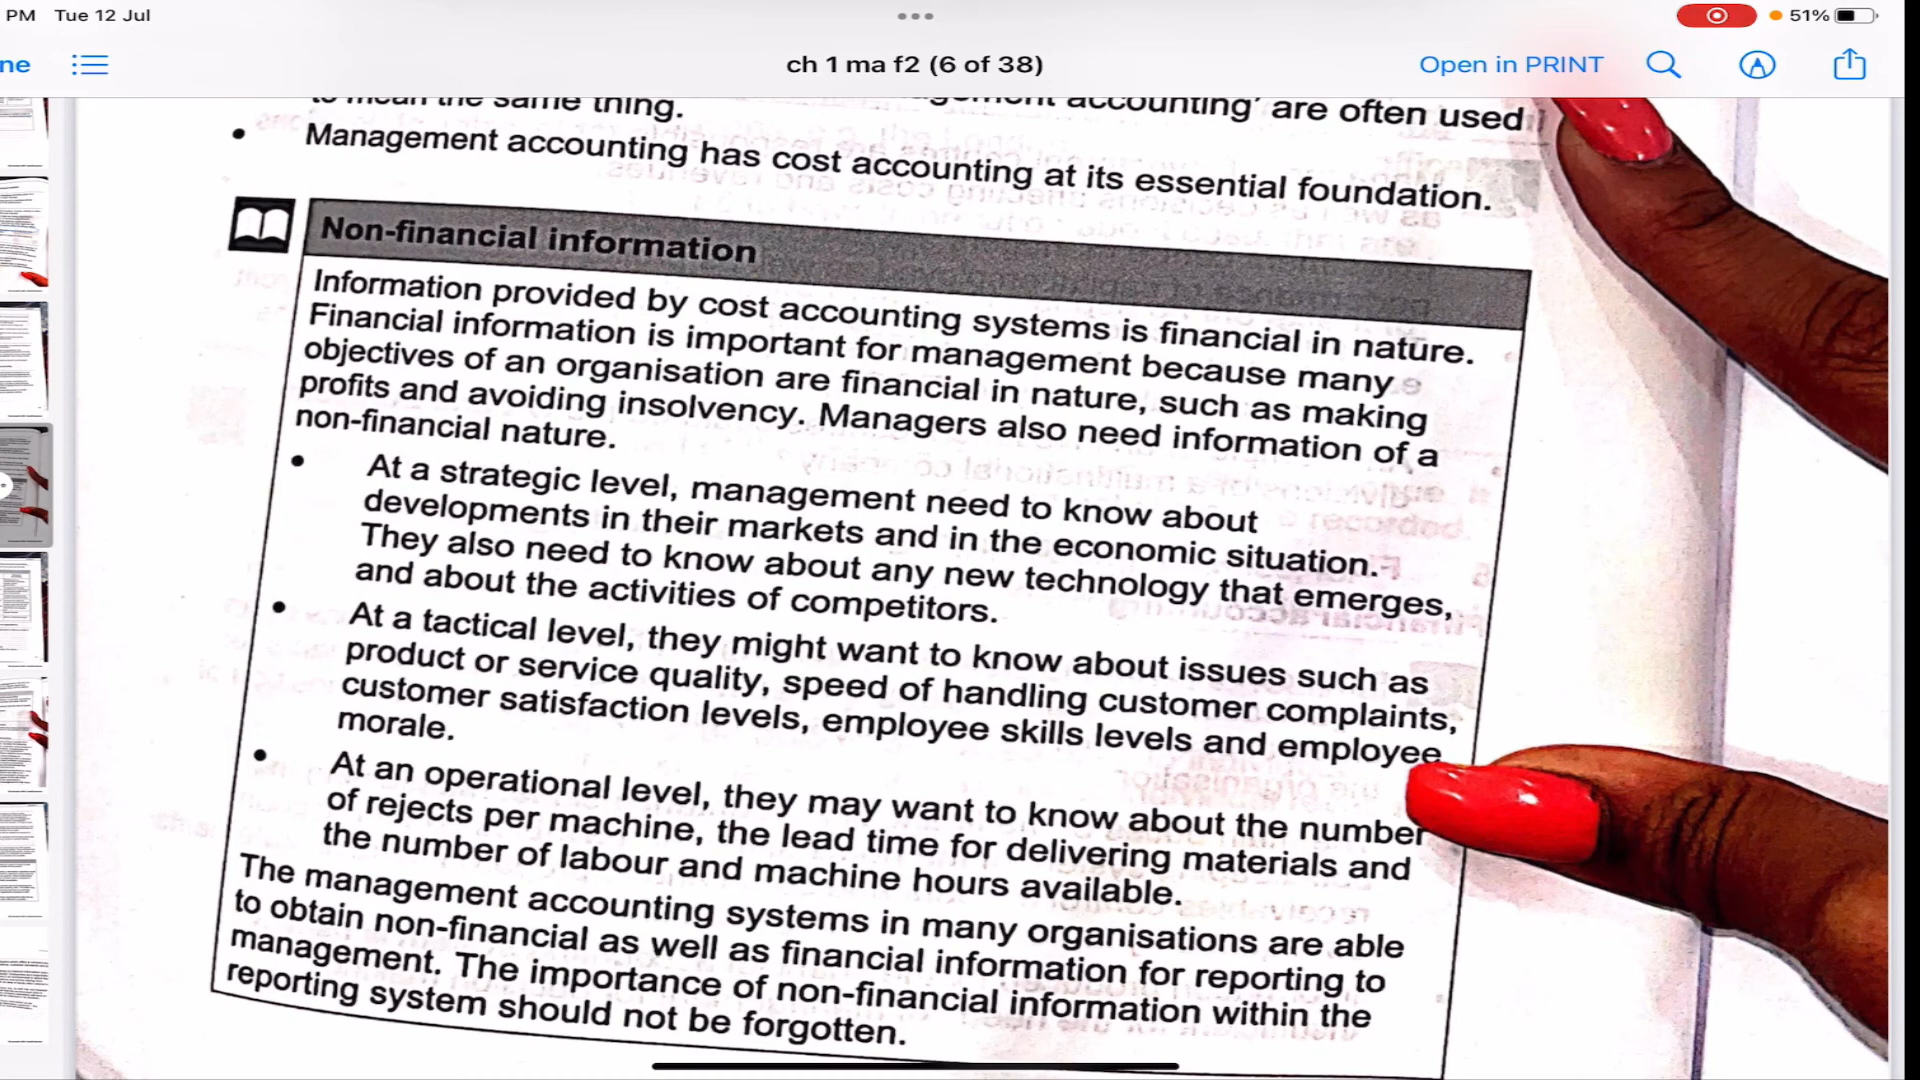 PM Tue 12 Jul
51%
ne
ch 1 ma f2 (6 of 38)
Open in PRINT
to mean the same thing. accounting' are often used
• Management accounting has cost accounting at its essential foundation.
Non-financial information
Information provided by cost accounting systems is financial in nature.
Financial information is important for management because many
objectives of an organisation are financial in nature, such as making
profits and avoiding insolvency. Managers also need information of a
non-financial nature.
• At a strategic level, management need to know about
developments in their markets and in the economic situation.
They also need to know about any new technology that emerges,
and about the activities of competitors.
• At a tactical level, they might want to know about issues such as
product or service quality, speed of handling customer complaints,
customer satisfaction levels, employee skills levels and employee
morale.
• At an operational level, they may want to know about the number
of rejects per machine, the lead time for delivering materials and
the number of labour and machine hours available.
The management accounting systems in many organisations are able
to obtain non-financial as well as financial information for reporting to
management. The importance of non-financial information within the
reporting system should not be forgotten.